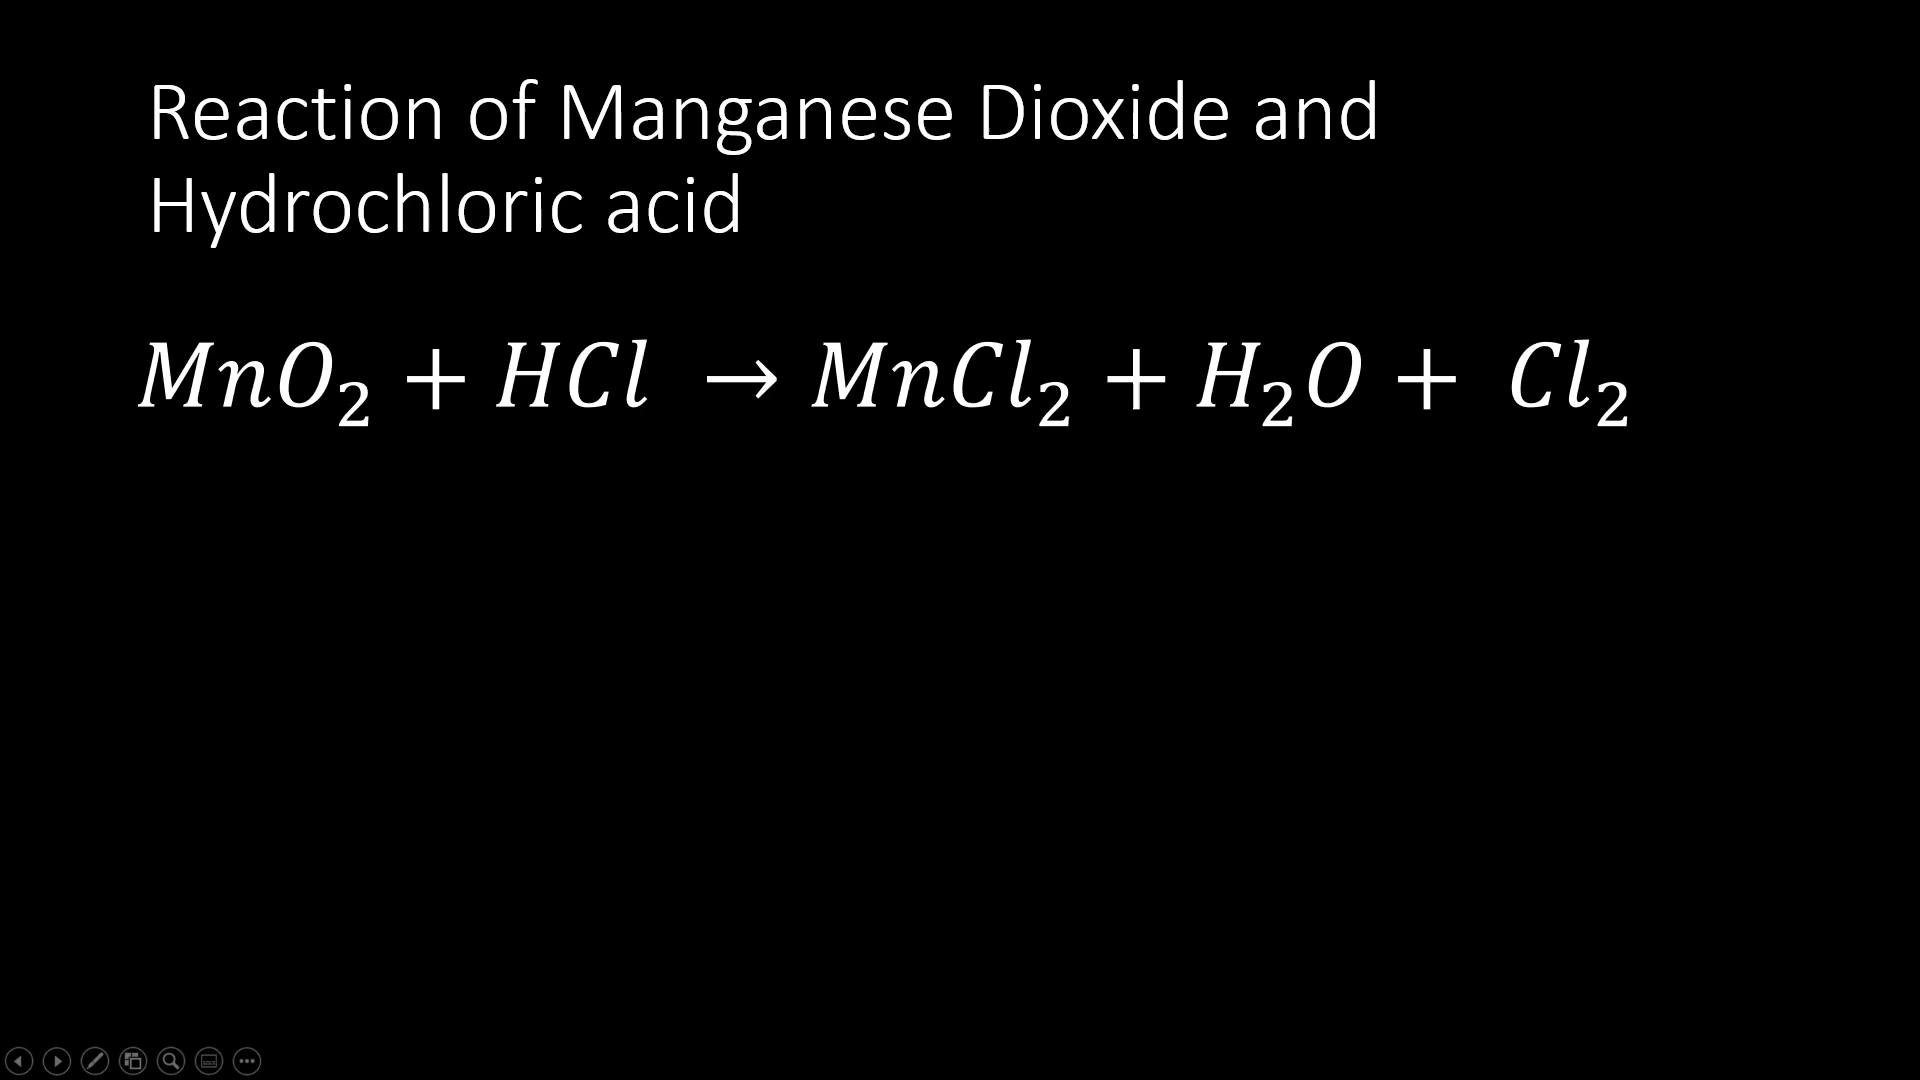 Reaction of Manganese Dioxide and
Hydrochloric acid
MnO₂ + HCl → MnCl₂ + H₂O + Cl₂